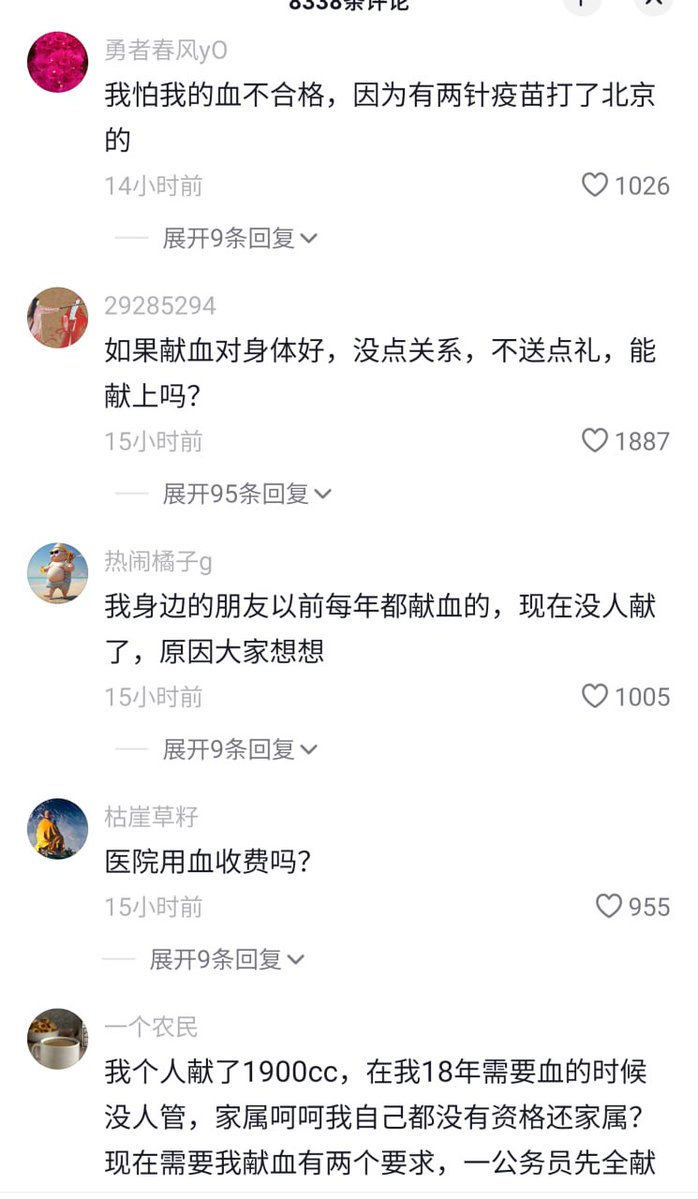 8338条评论
勇者春风yO
我怕我的血不合格，因为有两针疫苗打了北京
的
14小时前
1026
展开9条回复
29285294
如果献血对身体好，没点关系，不送点礼，能
献上吗？
15小时前
1887
展开95条回复
热闹橘子g
我身边的朋友以前每年都献血的，现在没人献
了，原因大家想想
15小时前
1005
展开9条回复
枯崖草籽
医院用血收费吗？
15小时前
955
展开9条回复
一个农民
我个人献了1900cc，在我18年需要血的时候
没人管，家属呵呵我自己都没有资格还家属？
现在需要我献血有两个要求，一公务员先全献